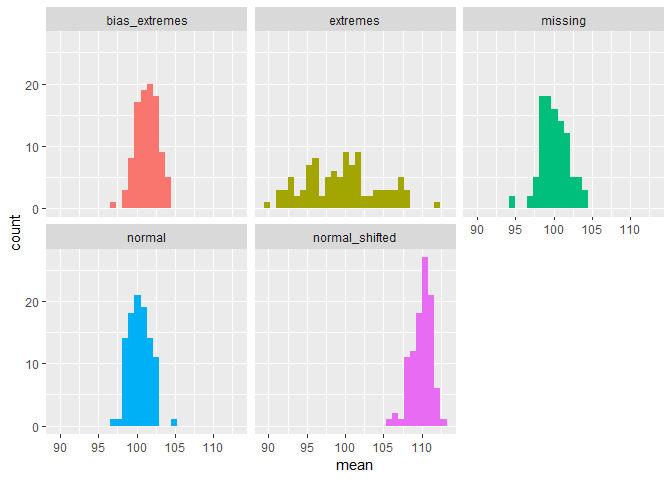 bias_extremes extremes missing
20
10
0
count
90 95 100 105 110
normal normal_shifted
20
10
0
90 95 100 105 110 90 95 100 105 110
mean